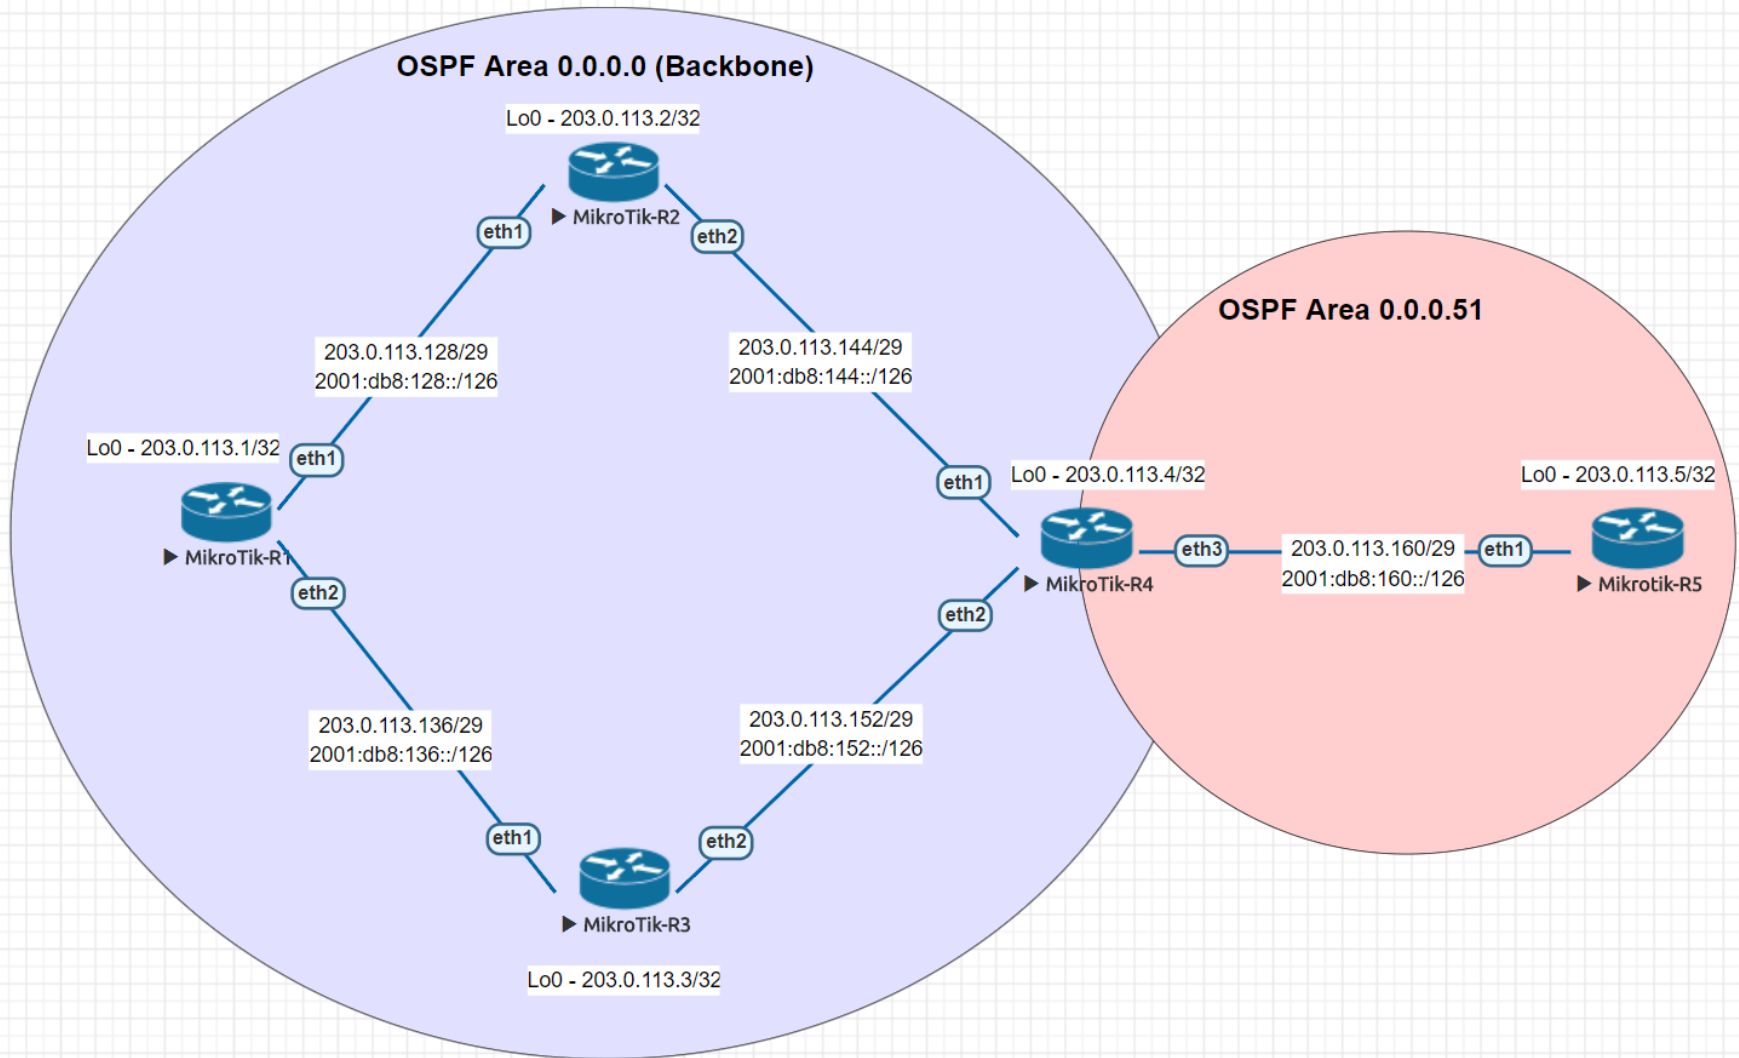 OSPF Area 0.0.0.0 (Backbone)
Lo0 - 203.0.113.2/32
MikroTik-R2
eth1
eth2
OSPF Area 0.0.0.51
203.0.113.128/29
2001:db8:128::/126
203.0.113.144/29
2001:db8:144::/126
Lo0 - 203.0.113.1/32
eth1
MikroTik-R1
eth2
eth1
Lo0 - 203.0.113.4/32
MikroTik-R4
eth2
eth3
203.0.113.160/29
2001:db8:160::/126
eth1
Lo0 - 203.0.113.5/32
Mikrotik-R5
203.0.113.136/29
2001:db8:136::/126
203.0.113.152/29
2001:db8:152::/126
eth1
eth2
MikroTik-R3
Lo0 - 203.0.113.3/32